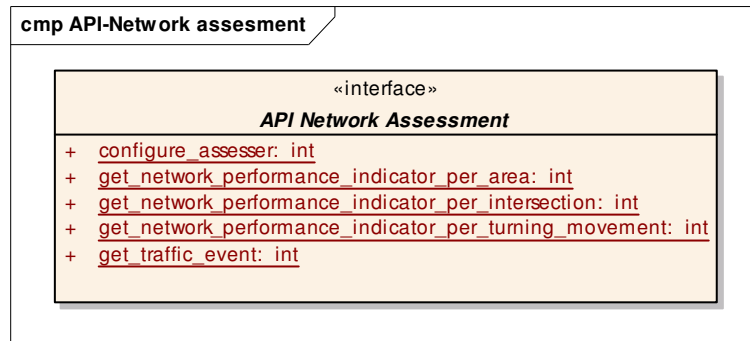 cmp API-Network assesment
«interface»
API Network Assessment
+ configure_assesser: int
+ get_network_performance_indicator_per_area: int
+ get_network_performance_indicator_per_intersection: int
+ get_network_performance_indicator_per_turning_movement: int
+ get_traffic_event: int